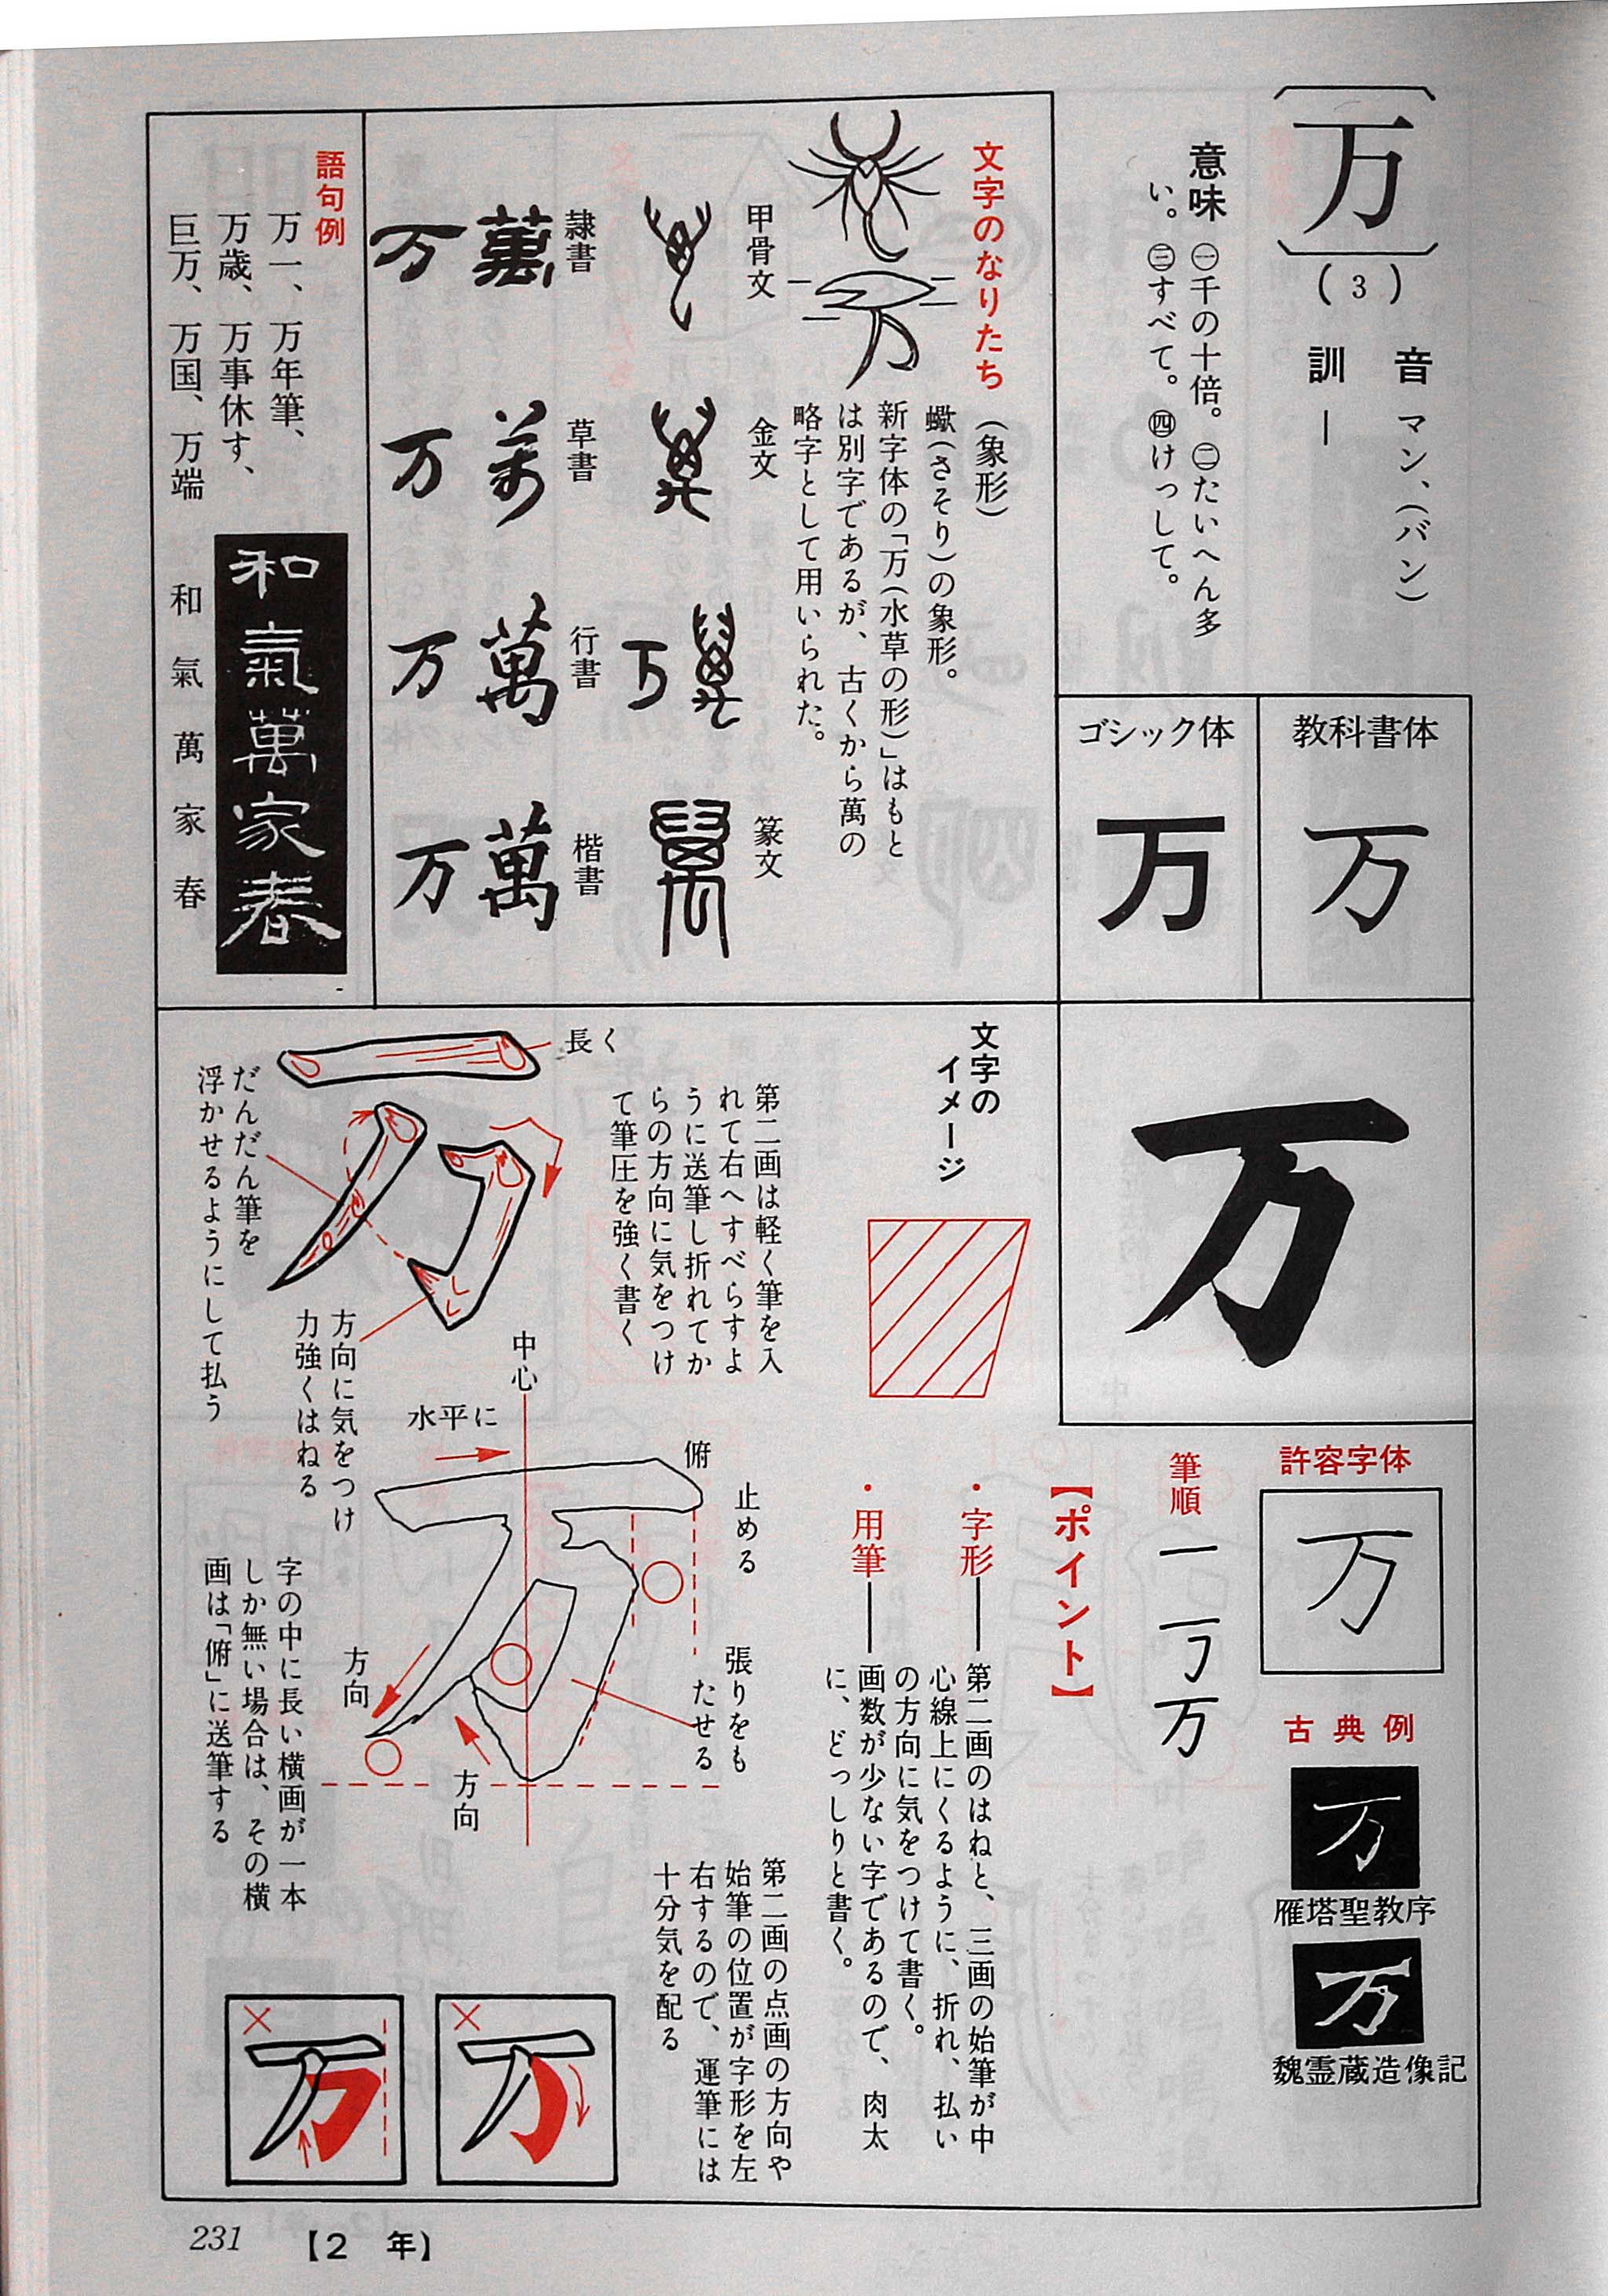 万
(3)
音 マン、(バン)
訓 ―
意味 ㊀千の十倍。㊁たいへん多
い。㊂すべて。㊃けっして。
教科書体
万
ゴシック体
万
文字のなりたち
(象形)
蠍(さそり)の象形。
新字体の「万(水草の形)」はもと
は別字であるが、古くから萬の
略字として用いられた。
万
甲骨文
金文
篆文
隷書
草書
行書
楷書
萬
萬
萬
萬
万
万
万
万
語句例
万一、万年筆、
万歳、万事休す、
巨万、万国、万端
和氣萬家春
和氣萬家春
万
許容字体
万
古典例
万
雁塔聖教序
万
魏霊蔵造像記
筆順
一 丂 万
【ポイント】
・字形――第二画のはねと、三画の始筆が中
心線上にくるように、折れ、払い
の方向に気をつけて書く。
・用筆――画数が少ない字であるので、肉太
に、どっしりと書く。
文字の
イメージ
第二画は軽く筆を入
れて右へすべらすよ
うに送筆し折れてか
らの方向に気をつけ
て筆圧を強く書く
長く
だんだん筆を
浮かせるようにして払う
方向に気をつけ
力強くはねる
中心
水平に
俯
止める
張りをも
たせる
方向
方向
字の中に長い横画が一本
しか無い場合は、その横
画は「俯」に送筆する
第二画の点画の方向や
始筆の位置が字形を左
右するので、運筆には
十分気を配る
×
万
×
万
231
【2 年】